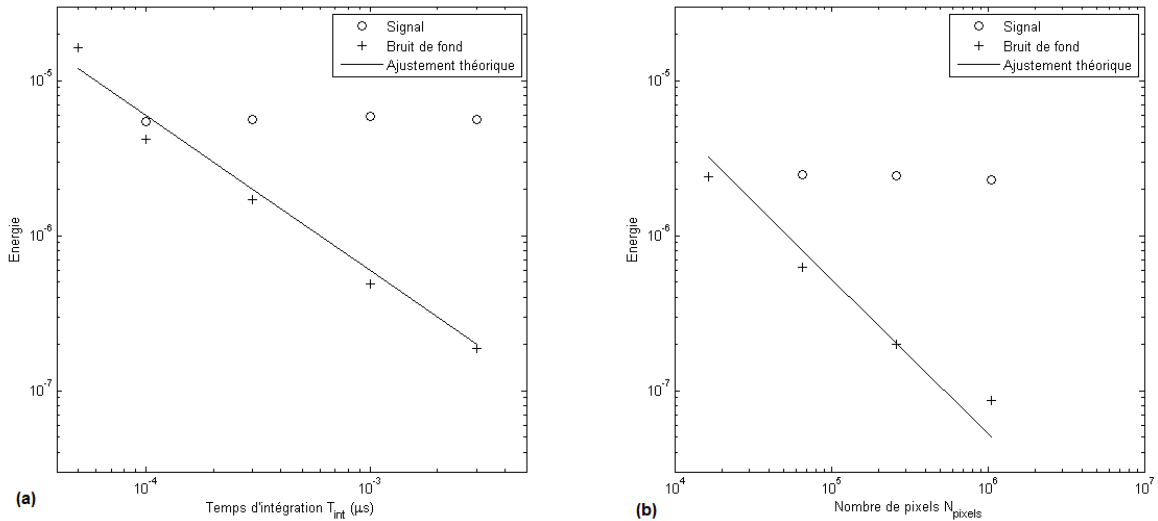 Signal
Bruit de fond
Ajustement théorique
10^-5
10^-6
10^-7
Energie
10^-4
10^-3
Temps d'intégration T_int (µs)
(a)
Signal
Bruit de fond
Ajustement théorique
10^-5
10^-6
10^-7
Energie
10^4
10^5
10^6
10^7
Nombre de pixels N_pixels
(b)